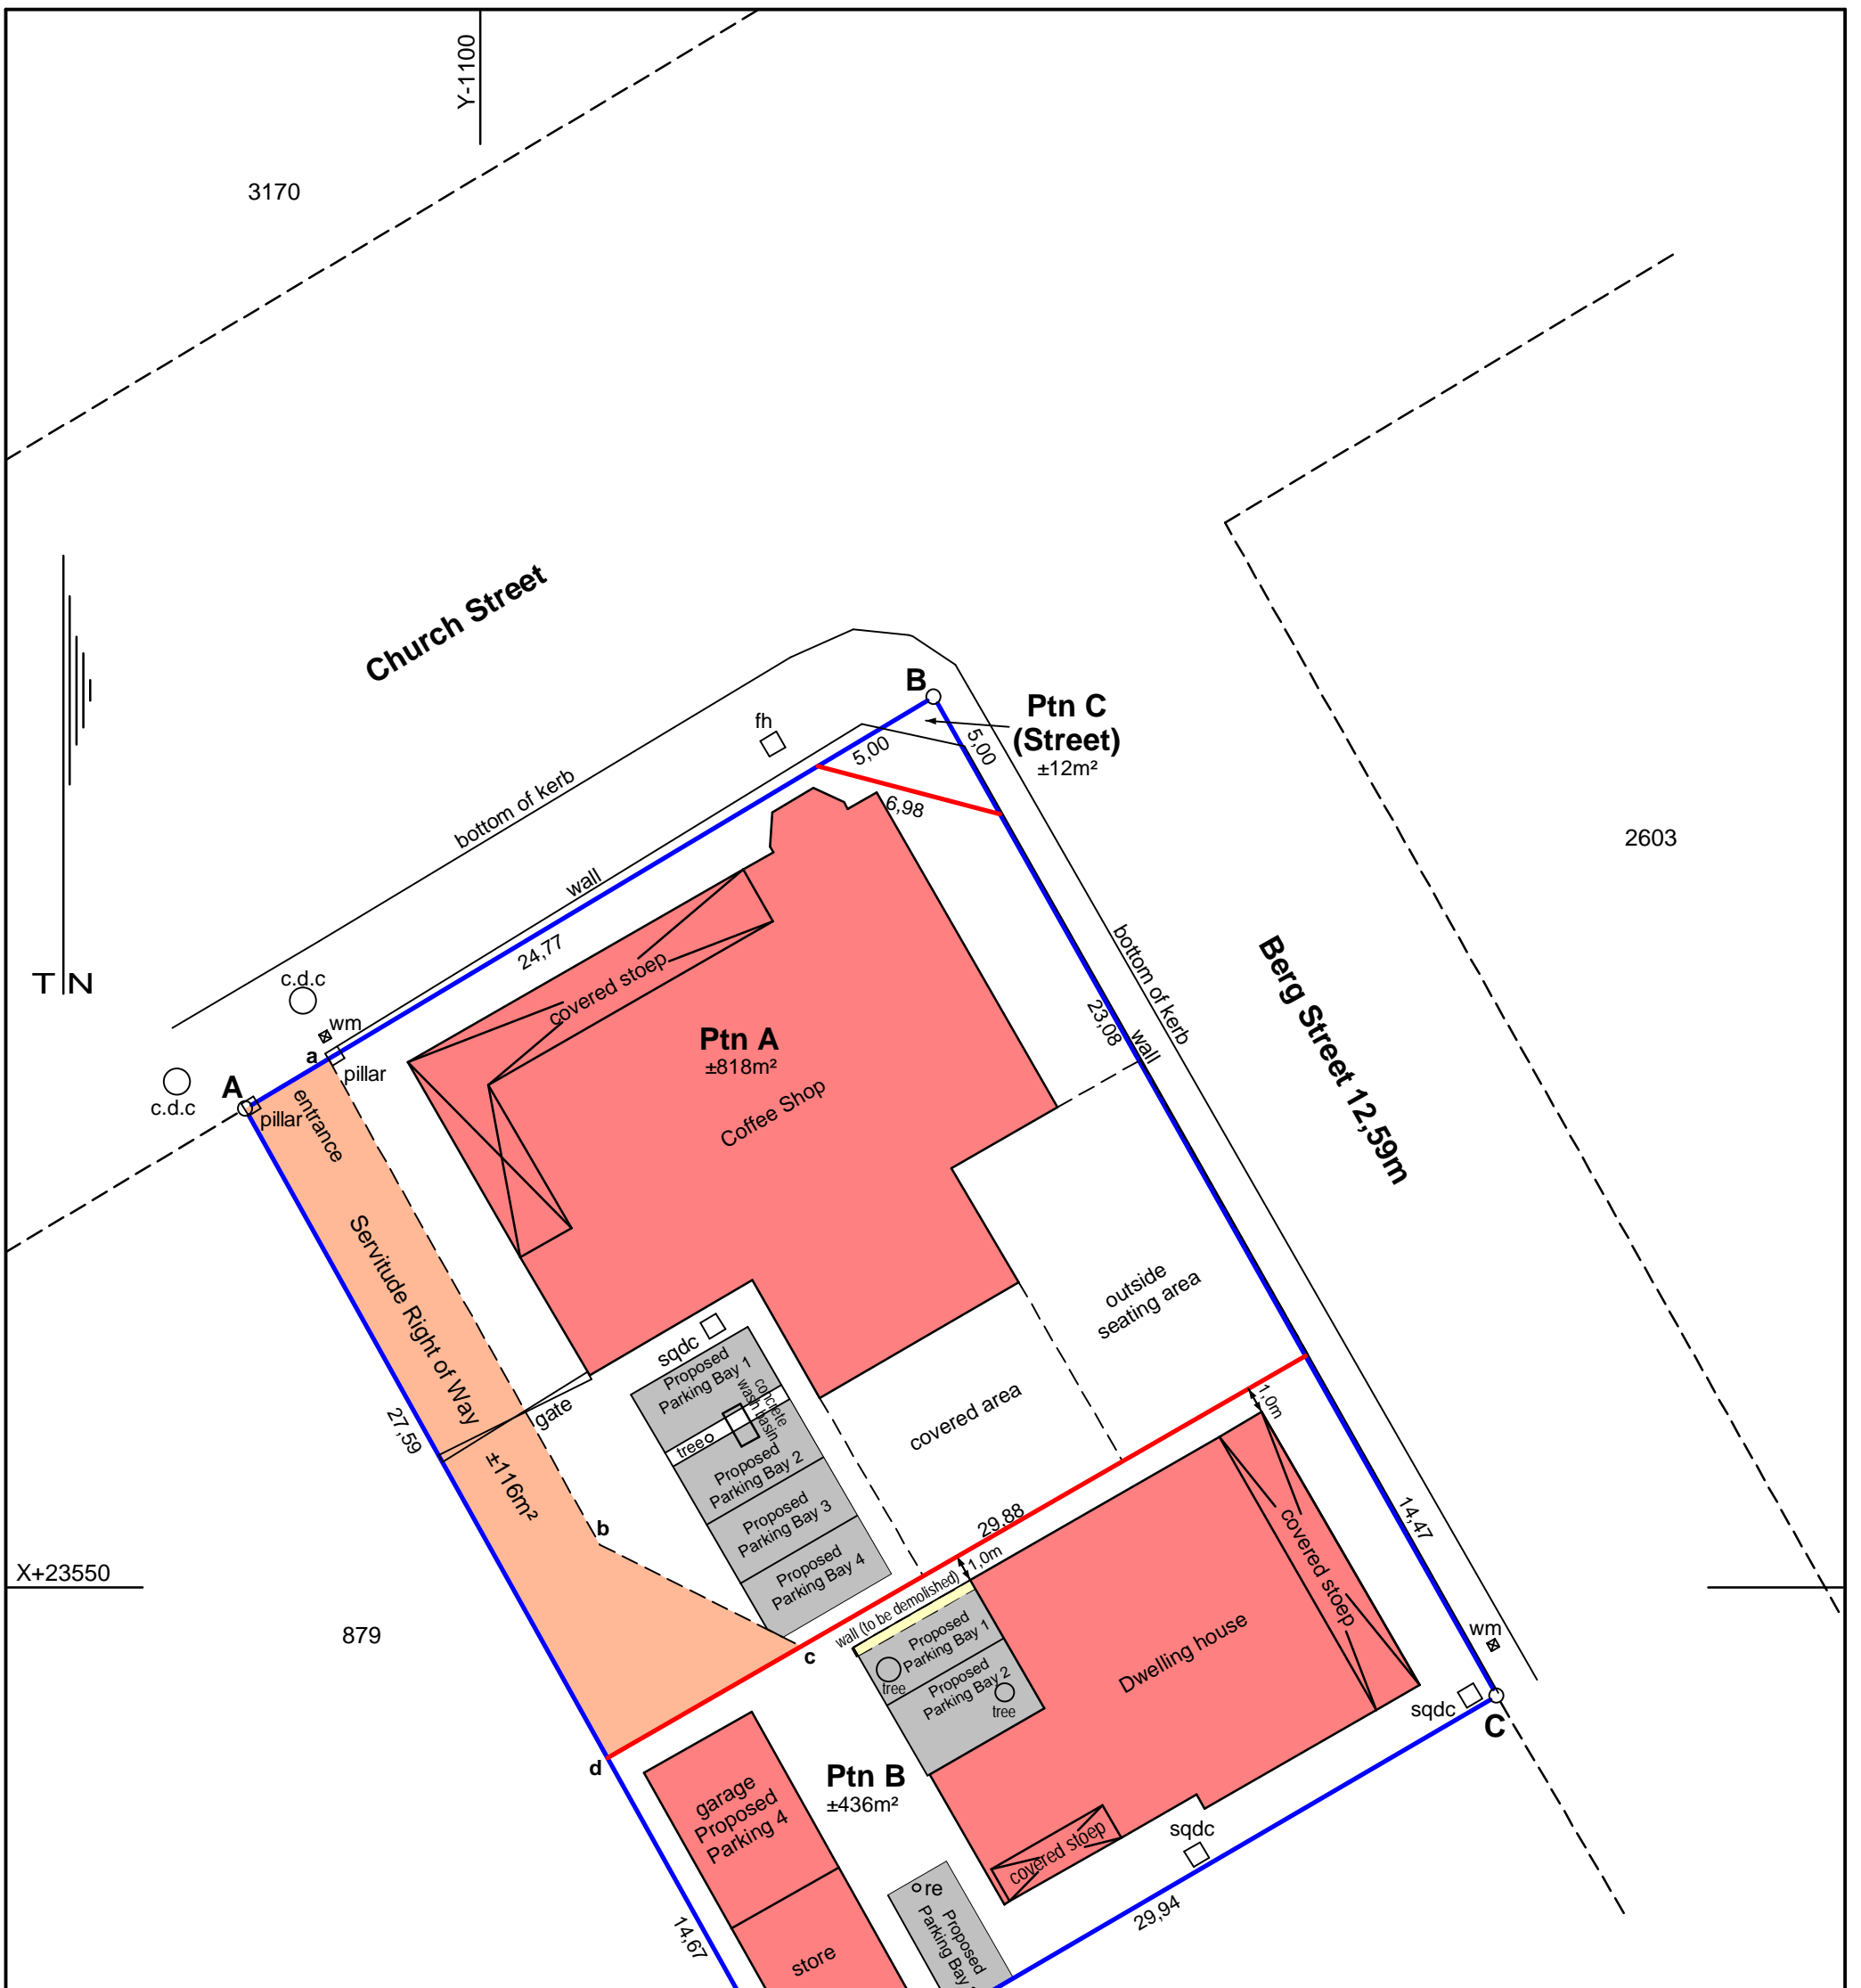 Y-1100
3170
Church Street
B
Ptn C
(Street)
±12m²
fh
5,00
5,00
6,98
bottom of kerb
wall
24,77
2603
T N
c.d.c
wm
a
pillar
A
c.d.c
pillar
entrance
covered stoep
Ptn A
±818m²
Coffee Shop
bottom of kerb
23,08
wall
Berg Street 12,59m
Servitude Right of Way
±116m²
27,59
gate
outside
seating area
covered area
sqdc
Proposed
Parking Bay 1
concrete
wash basin
tree
Proposed
Parking Bay 2
Proposed
Parking Bay 3
Proposed
Parking Bay 4
b
1,0m
29,88
1,0m
14,47
X+23550
879
wall (to be demolished)
c
Proposed
Parking Bay 1
tree
Proposed
Parking Bay 2
tree
Dwelling house
covered stoep
wm
sqdc
C
d
Ptn B
±436m²
garage
Proposed
Parking 4
covered stoep
sqdc
re
Proposed
Parking Bay
29,94
14,67
store